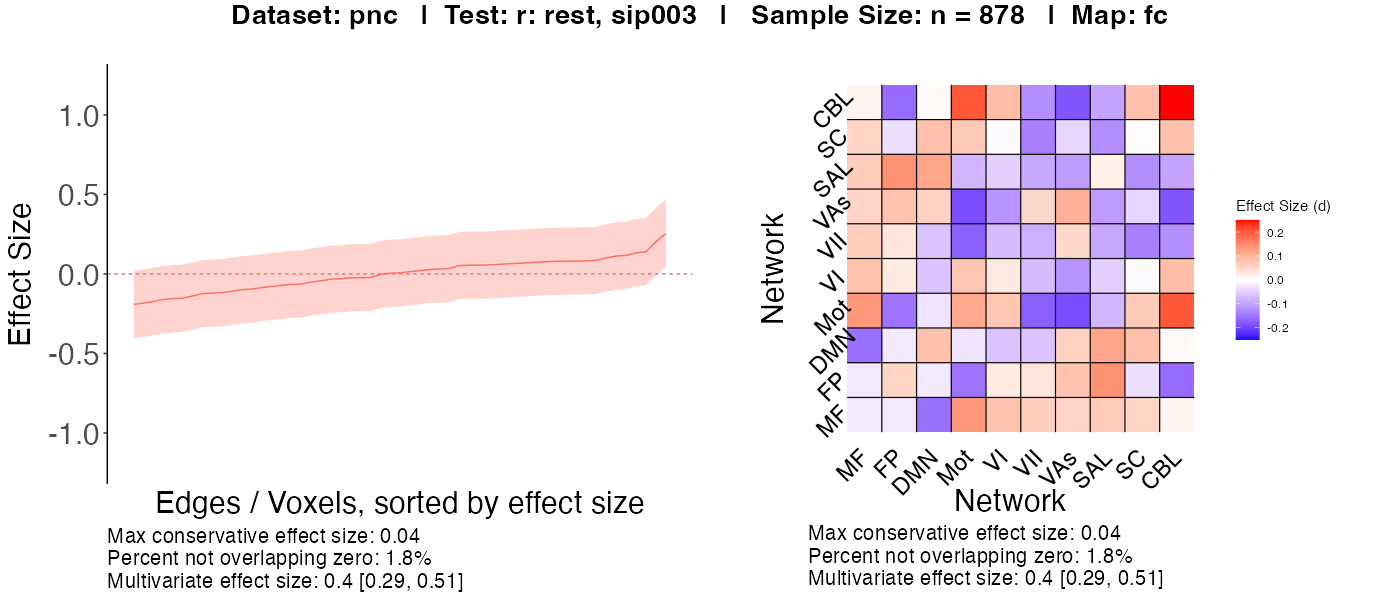 Dataset: pnc | Test: r: rest, sip003 | Sample Size: n = 878 | Map: fc
Effect Size
1.0
0.5
0.0
-0.5
-1.0
Edges / Voxels, sorted by effect size
Max conservative effect size: 0.04
Percent not overlapping zero: 1.8%
Multivariate effect size: 0.4 [0.29, 0.51]
Network
CBL
SC
SAL
VAs
VII
VI
Mot
DMN
FP
MF
MF FP DMN Mot VI VII VAs SAL SC CBL
Network
Max conservative effect size: 0.04
Percent not overlapping zero: 1.8%
Multivariate effect size: 0.4 [0.29, 0.51]
Effect Size (d)
0.2
0.1
0.0
-0.1
-0.2